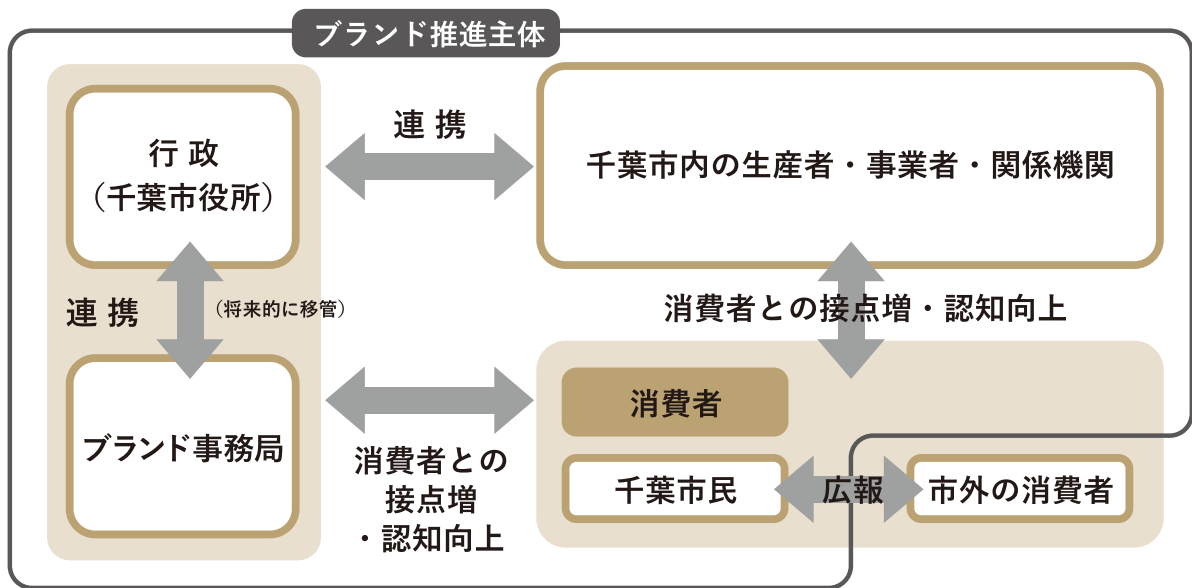 ブランド推進主体
行政
（千葉市役所）
連携
千葉市内の生産者・事業者・関係機関
連携
（将来的に移管）
消費者との接点増・認知向上
ブランド事務局
消費者との
接点増
・認知向上
消費者
千葉市民
広報
市外の消費者